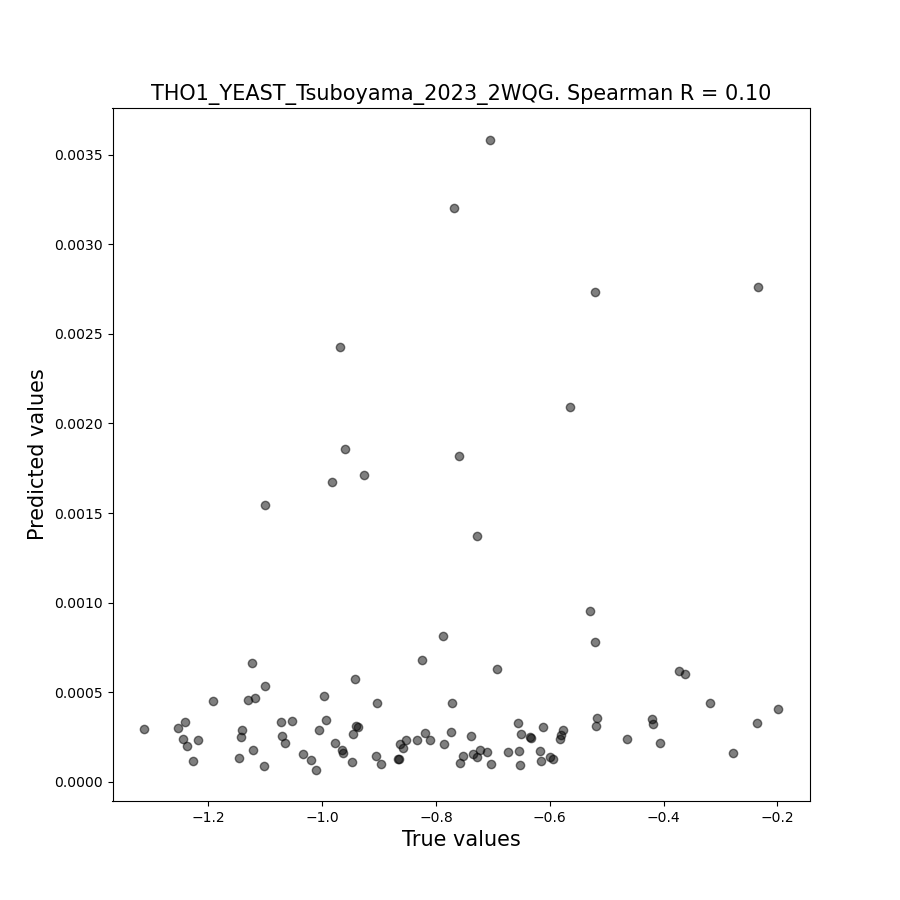 THO1_YEAST_Tsuboyama_2023_2WQG. Spearman R = 0.10
0.0035
0.0030
0.0025
0.0020
0.0015
0.0010
0.0005
0.0000
Predicted values
−1.2 −1.0 −0.8 −0.6 −0.4 −0.2
True values